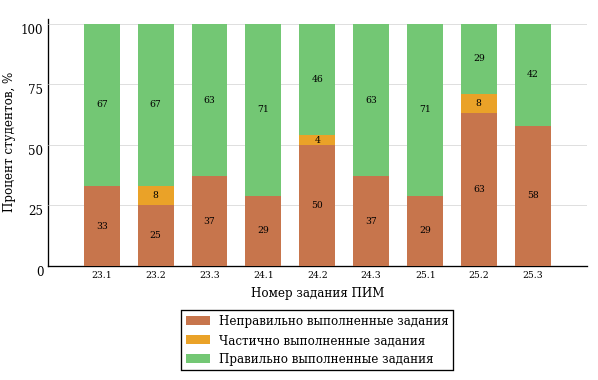 Процент студентов, %
100
75
50
25
0
67 67 63 71 46 63 71 29 42
8 4 8
33 25 37 29 50 37 29 63 58
23.1 23.2 23.3 24.1 24.2 24.3 25.1 25.2 25.3
Номер задания ПИМ
Неправильно выполненные задания
Частично выполненные задания
Правильно выполненные задания